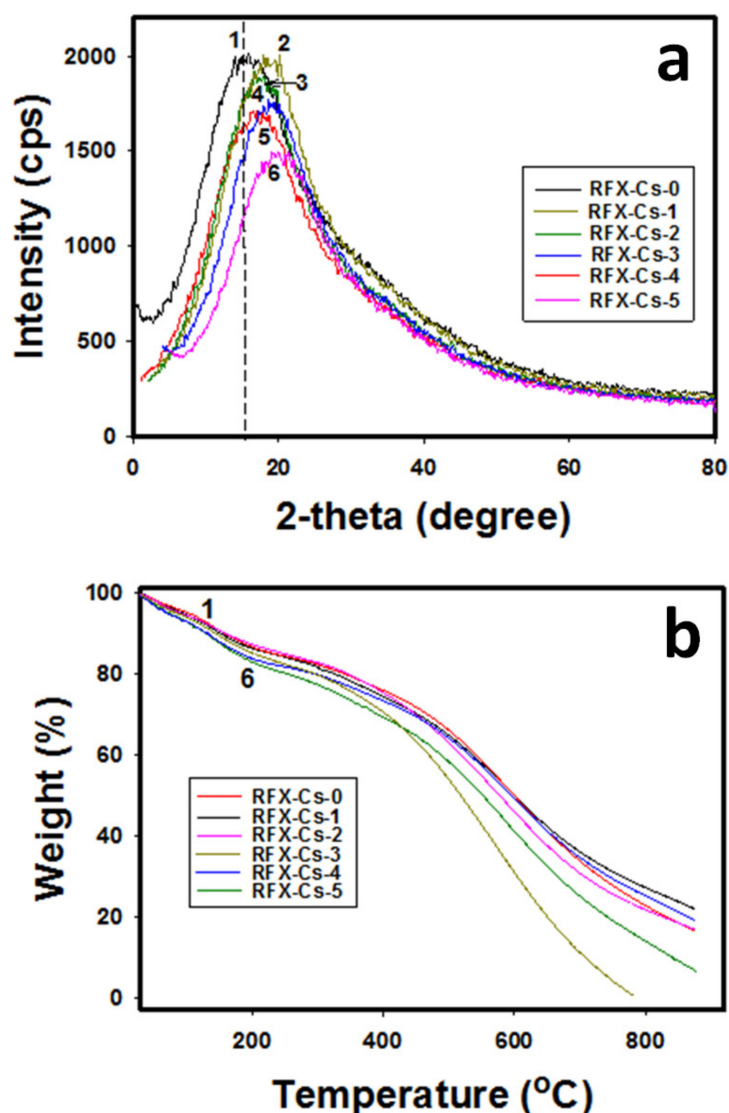 a
1
2
3
4
5
6
2000
1500
1000
500
0
Intensity (cps)
RFX-Cs-0
RFX-Cs-1
RFX-Cs-2
RFX-Cs-3
RFX-Cs-4
RFX-Cs-5
0 20 40 60 80
2-theta (degree)
b
1
6
100
80
60
40
20
0
Weight (%)
RFX-Cs-0
RFX-Cs-1
RFX-Cs-2
RFX-Cs-3
RFX-Cs-4
RFX-Cs-5
200 400 600 800
Temperature (ºC)